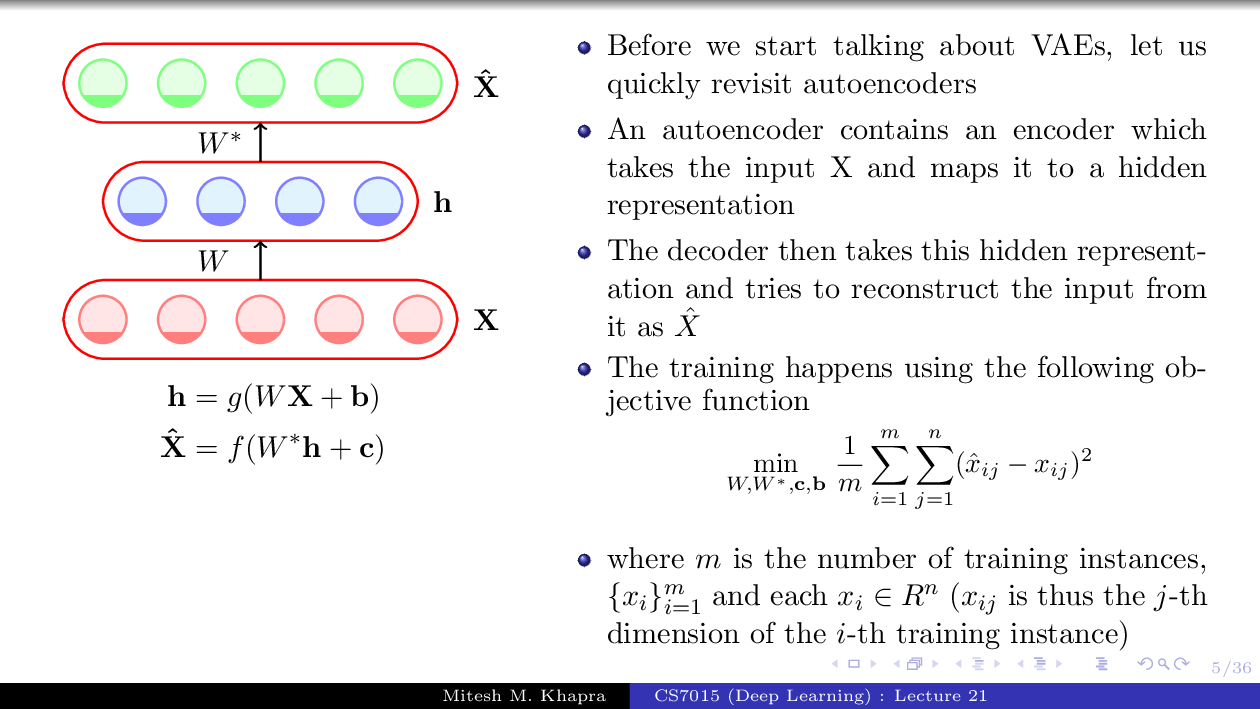 X̂
W*
h
W
X
h = g(WX + b)
X̂ = f(W*h + c)
Before we start talking about VAEs, let us
quickly revisit autoencoders
An autoencoder contains an encoder which
takes the input X and maps it to a hidden
representation
The decoder then takes this hidden represent-
ation and tries to reconstruct the input from
it as X̂
The training happens using the following ob-
jective function
min_{W,W*,c,b} 1/m ∑_{i=1}^{m} ∑_{j=1}^{n} (x̂_{ij} − x_{ij})²
where m is the number of training instances,
{x_i}_{i=1}^{m} and each x_i ∈ R^n (x_{ij} is thus the j-th
dimension of the i-th training instance)
5/36
Mitesh M. Khapra
CS7015 (Deep Learning) : Lecture 21